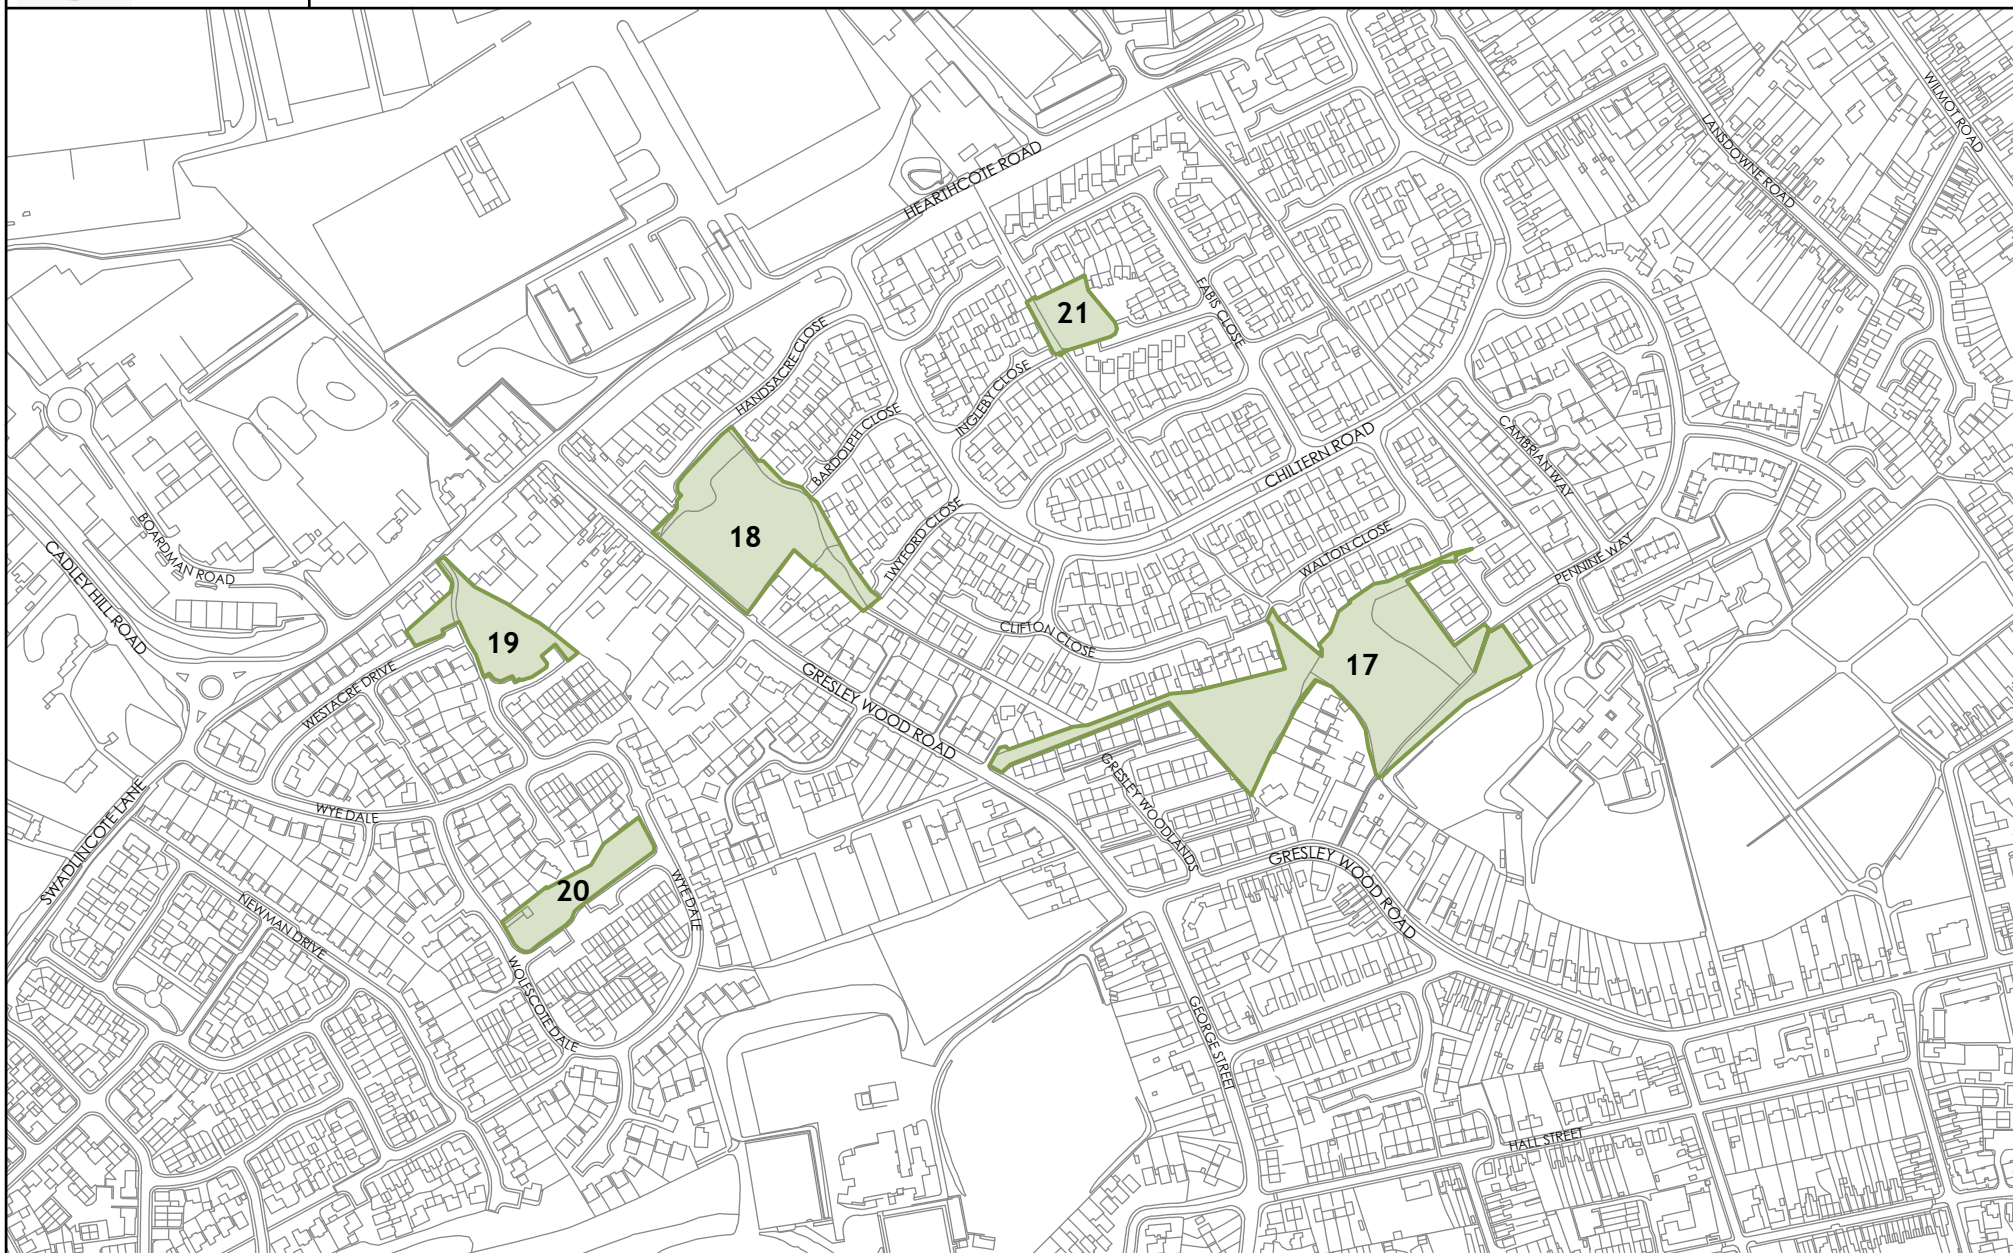 WILMOT ROAD
LANSDOWNE ROAD
HEARTHCOTE ROAD
FABIS CLOSE
21
HANDSACRE CLOSE
INGLEBY CLOSE
BARDOLPH CLOSE
CHILTERN ROAD
CAMBRIAN WAY
18
TWYFORD CLOSE
WALTON CLOSE
PENNINE WAY
BOARDMAN ROAD
CADLEY HILL ROAD
19
CLIFTON CLOSE
17
WESTACRE DRIVE
GRESLEY WOOD ROAD
GRESLEY WOODLANDS
WYE DALE
SWADLINCOTE LANE
GRESLEY WOOD ROAD
20
WYE DALE
NEWMAN DRIVE
WOLFSCOTE DALE
GEORGE STREET
HALL STREET